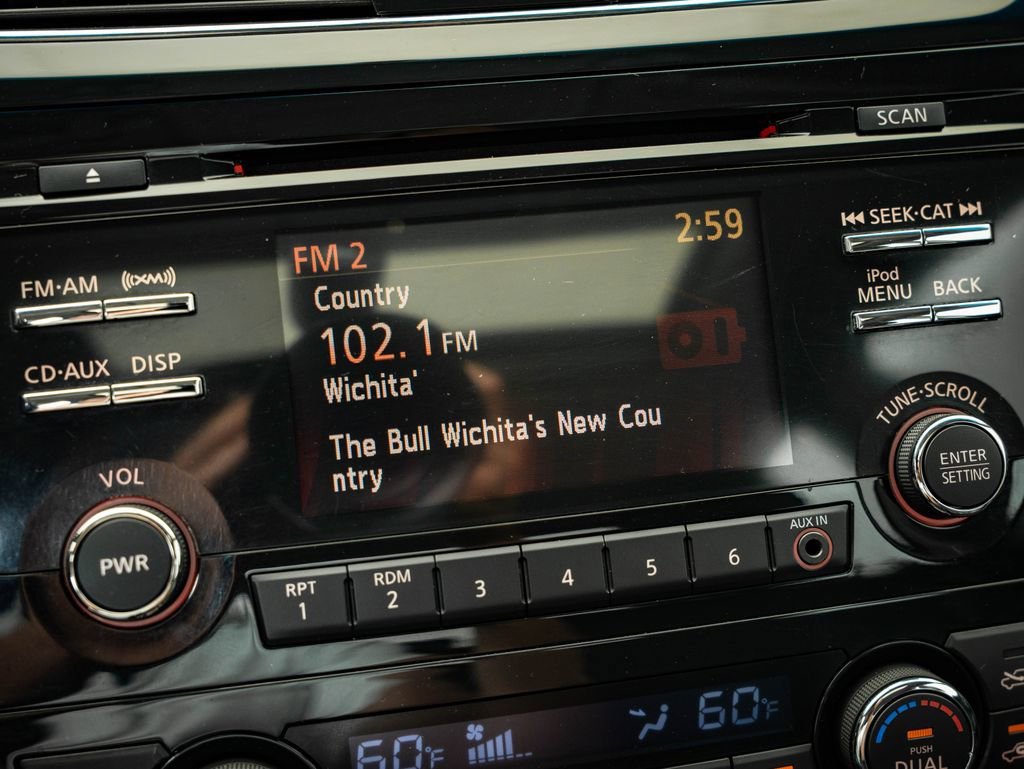 SCAN
FM·AM
((XM))
CD·AUX
DISP
VOL
PWR
FM 2
2:59
Country
102.1 FM
Wichita'
The Bull Wichita's New Cou
ntry
SEEK·CAT
iPod
MENU
BACK
TUNE·SCROLL
ENTER
SETTING
RPT
1
RDM
2
3
4
5
6
AUX IN
60°F
60°F
PUSH
DUAL